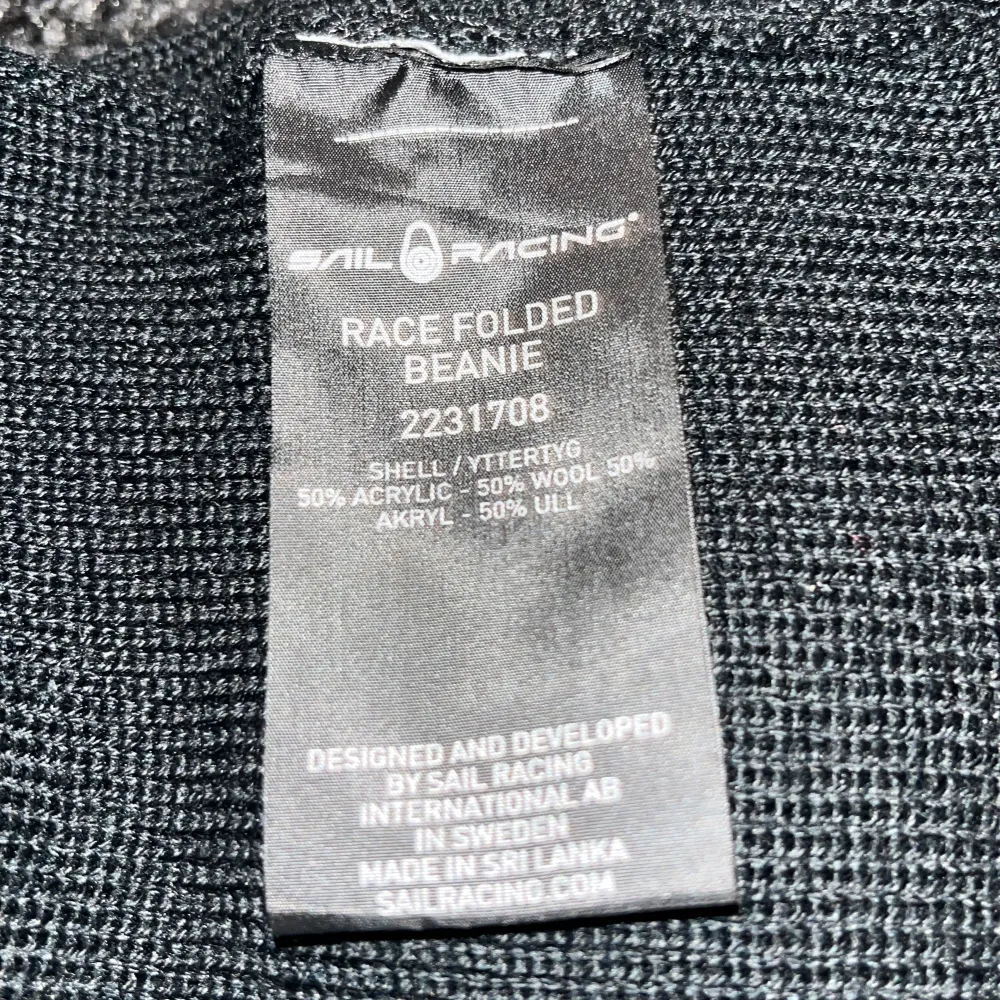 SAIL RACING®
RACE FOLDED
BEANIE
2231708
SHELL / YTTERTYG
50% ACRYLIC - 50% WOOL 50%
AKRYL - 50% ULL
DESIGNED AND DEVELOPED
BY SAIL RACING
INTERNATIONAL AB
IN SWEDEN
MADE IN SRI LANKA
SAILRACING.COM